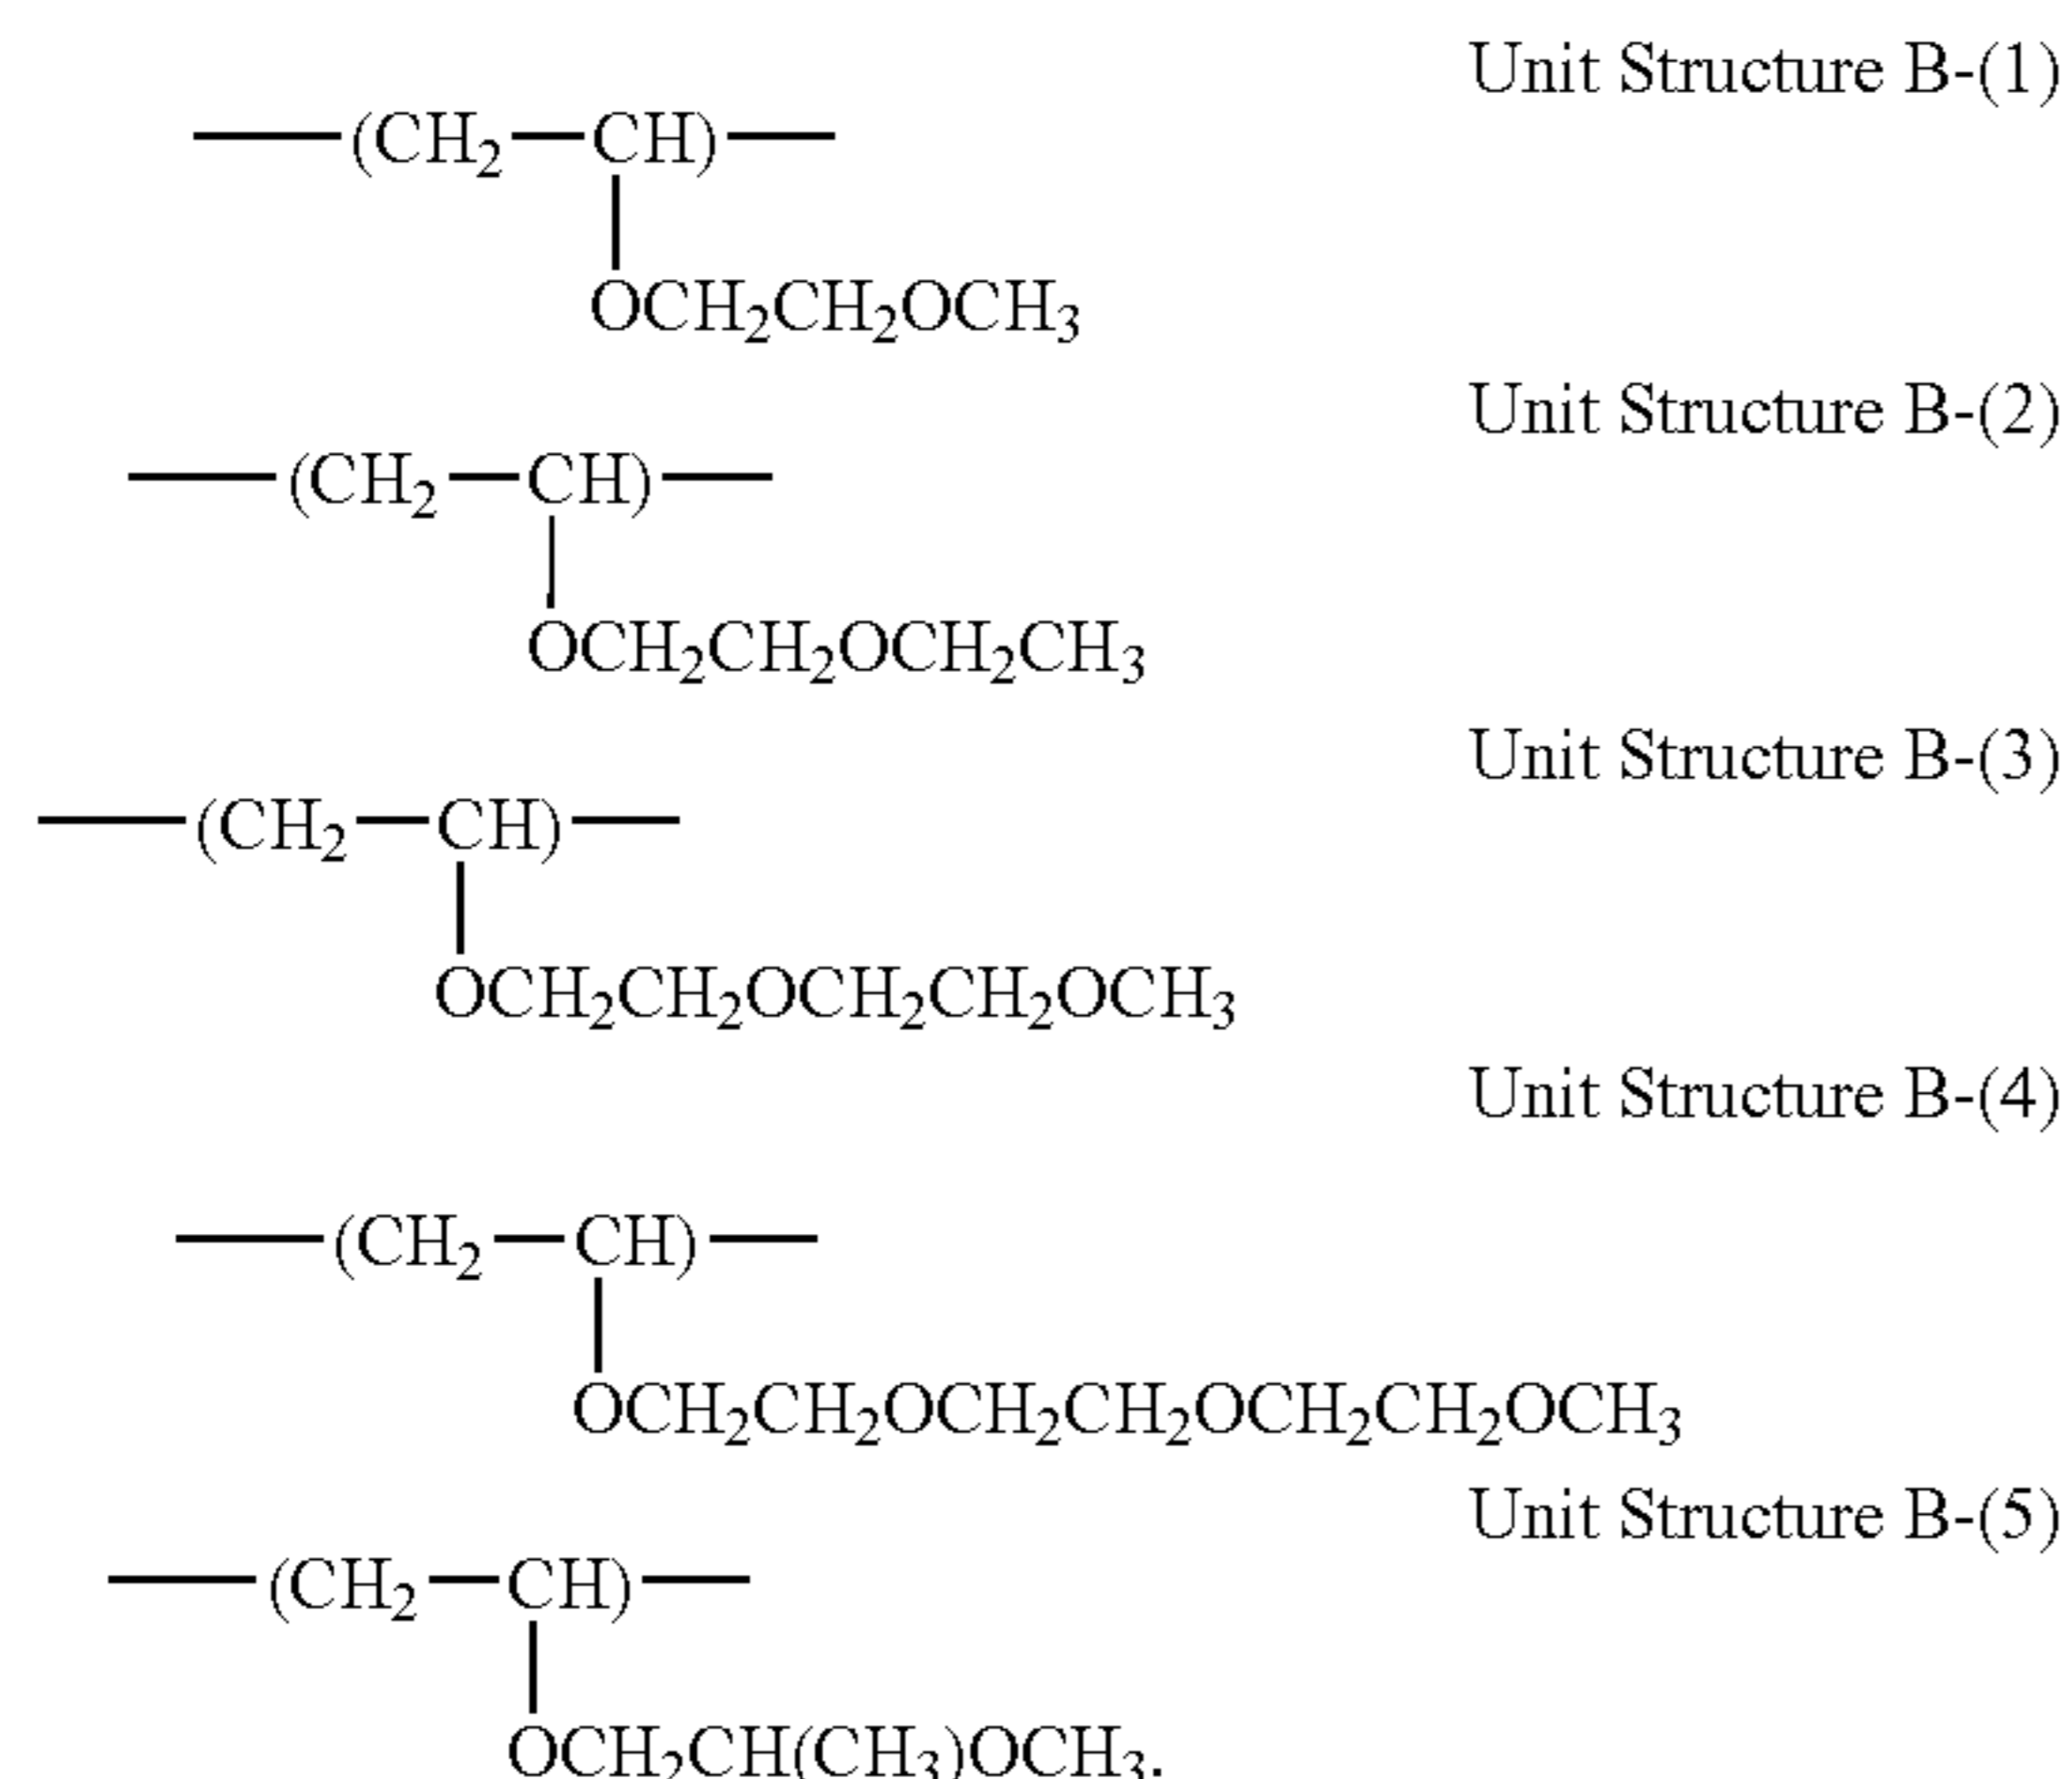 Unit Structure B-(1)
—(CH2—CH)—
OCH2CH2OCH3
Unit Structure B-(2)
—(CH2—CH)—
OCH2CH2OCH2CH3
Unit Structure B-(3)
—(CH2—CH)—
OCH2CH2OCH2CH2OCH3
Unit Structure B-(4)
—(CH2—CH)—
OCH2CH2OCH2CH2OCH2CH2OCH3
Unit Structure B-(5)
—(CH2—CH)—
OCH2CH(CH3)OCH3.